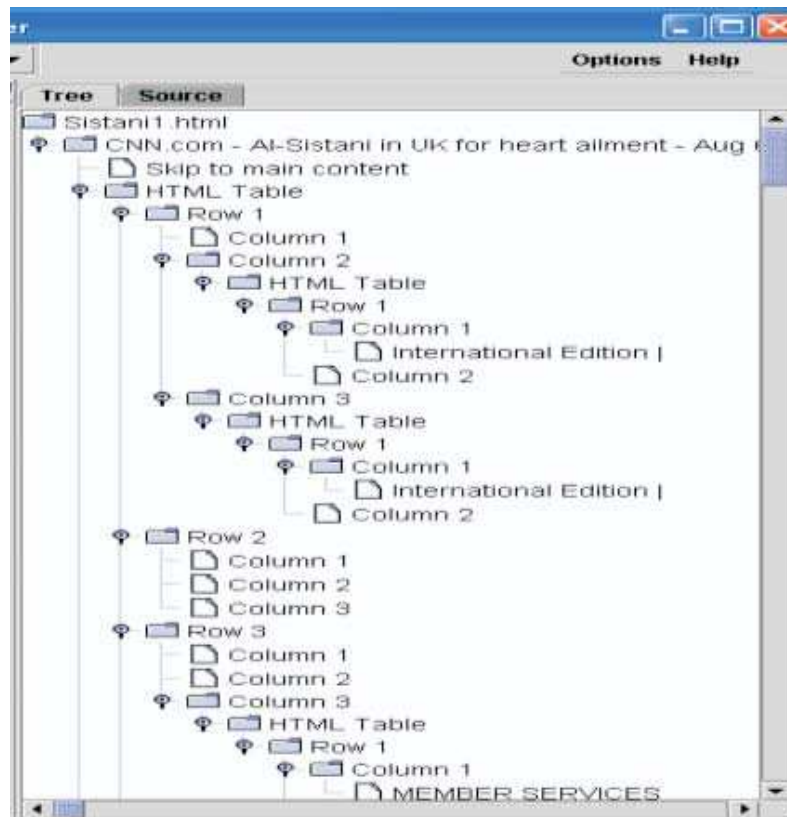 er
Options Help
Tree Source
Sistani1.html
CNN.com - Al-Sistani in UK for heart ailment - Aug
Skip to main content
HTML Table
Row 1
Column 1
Column 2
HTML Table
Row 1
Column 1
International Edition |
Column 2
Column 3
HTML Table
Row 1
Column 1
International Edition |
Column 2
Row 2
Column 1
Column 2
Column 3
Row 3
Column 1
Column 2
Column 3
HTML Table
Row 1
Column 1
MEMBER SERVICES